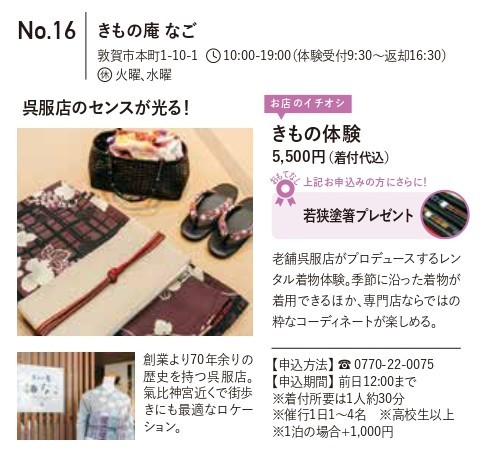 No.16
きもの庵 なご
敦賀市本町1-10-1 10:00-19:00(体験受付9:30〜返却16:30)
休 火曜、水曜
呉服店のセンスが光る!
お店のイチオシ
きもの体験
5,500円(着付代込)
おもてなし
上記お申込みの方にさらに!
若狭塗箸プレゼント
老舗呉服店がプロデュースするレン
タル着物体験。季節に沿った着物が
着用できるほか、専門店ならではの
粋なコーディネートが楽しめる。
創業より70年余りの
歴史を持つ呉服店。
氣比神宮近くで街歩
きにも最適なロケー
ション。
【申込方法】☎0770-22-0075
【申込期間】前日12:00まで
※着付所要は1人約30分
※催行1日1〜4名 ※高校生以上
※1泊の場合+1,000円